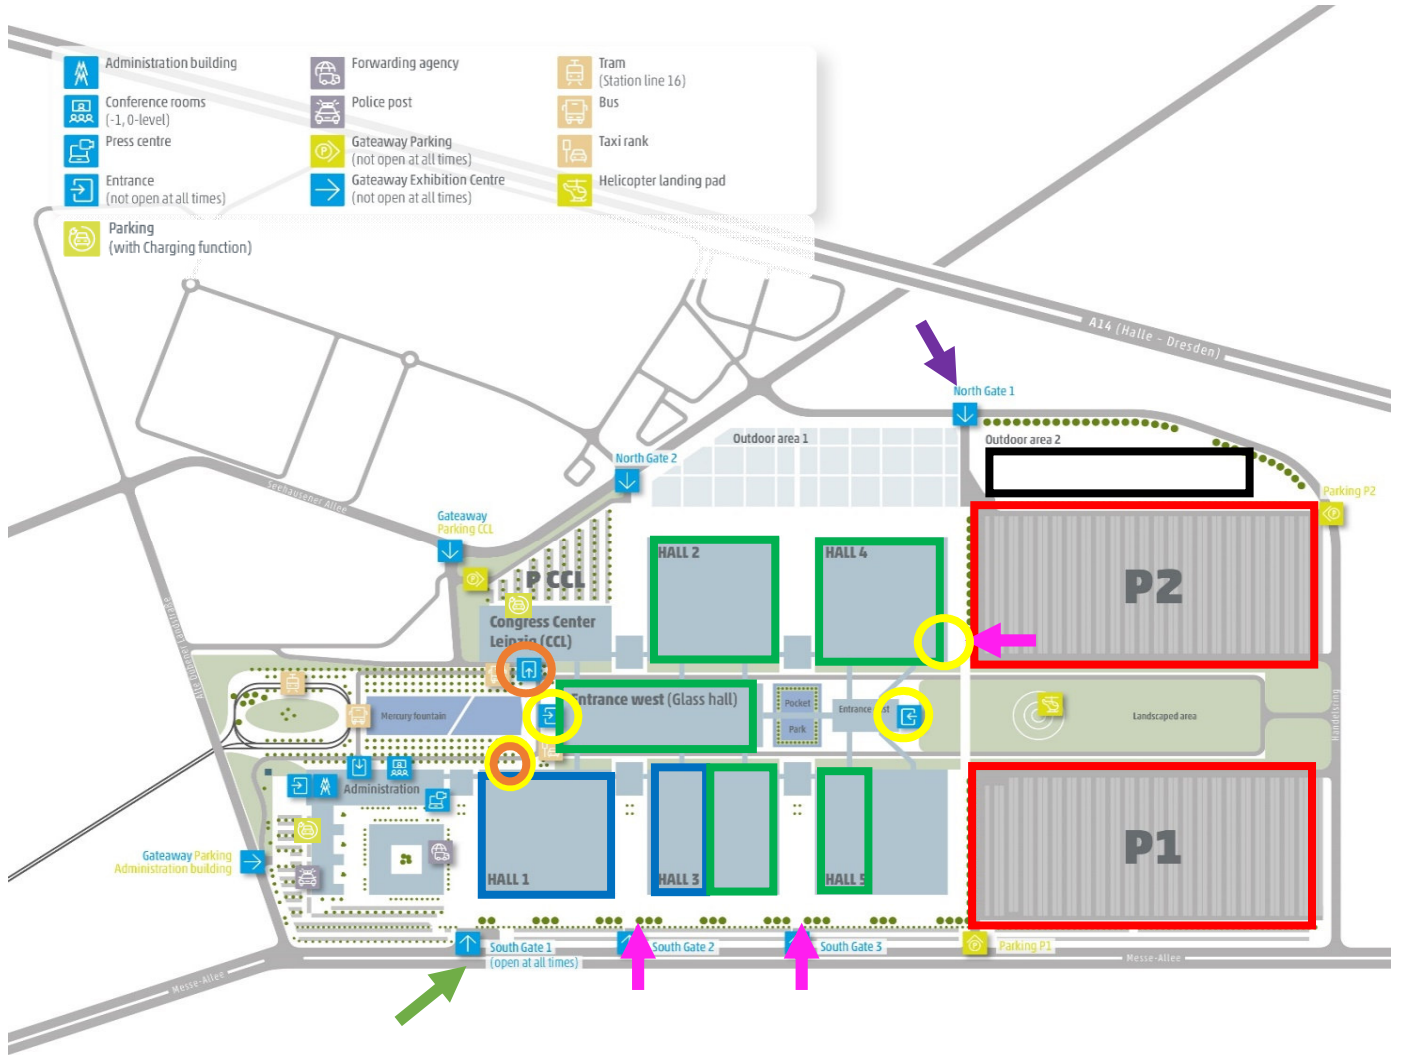 Administration building
Conference rooms
(-1, 0-level)
Press centre
Entrance
(not open at all times)
Parking
(with Charging function)
Forwarding agency
Police post
Gateaway Parking
(not open at all times)
Gateaway Exhibition Centre
(not open at all times)
Tram
(Station line 16)
Bus
Taxi rank
Helicopter landing pad
A14 (Halle - Dresden)
North Gate 1
Outdoor area 1
Outdoor area 2
North Gate 2
Seehausener Allee
Parking P2
Gateaway
Parking CCL
HALL 2
HALL 4
P CCL
P2
Congress Center
Leipzig (CCL)
Entrance west (Glass hall)
Pocket
Park
Entrance
Mercury fountain
Landscaped area
Handelsring
Administration
P1
Gateaway Parking
Administration building
HALL 1
HALL 3
HALL 5
South Gate 1
(open at all times)
South Gate 2
South Gate 3
Parking P1
Messe-Allee
Messe-Allee